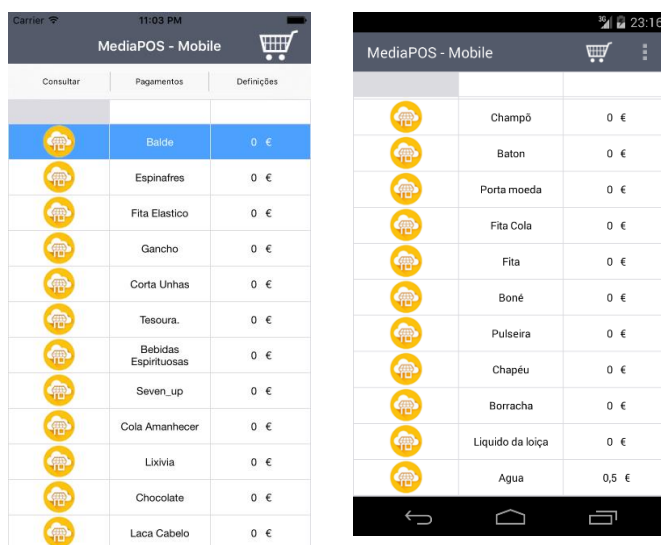 Carrier 11:03 PM
MediaPOS - Mobile
Consultar Pagamentos Definições
Balde 0 €
Espinafres 0 €
Fita Elastico 0 €
Gancho 0 €
Corta Unhas 0 €
Tesoura. 0 €
Bebidas
Espirituosas 0 €
Seven_up 0 €
Cola Amanhecer 0 €
Lixivia 0 €
Chocolate 0 €
Laca Cabelo 0 €
3G 23:16
MediaPOS - Mobile
Champô 0 €
Baton 0 €
Porta moeda 0 €
Fita Cola 0 €
Fita 0 €
Boné 0 €
Pulseira 0 €
Chapéu 0 €
Borracha 0 €
Liquido da loiça 0 €
Agua 0,5 €